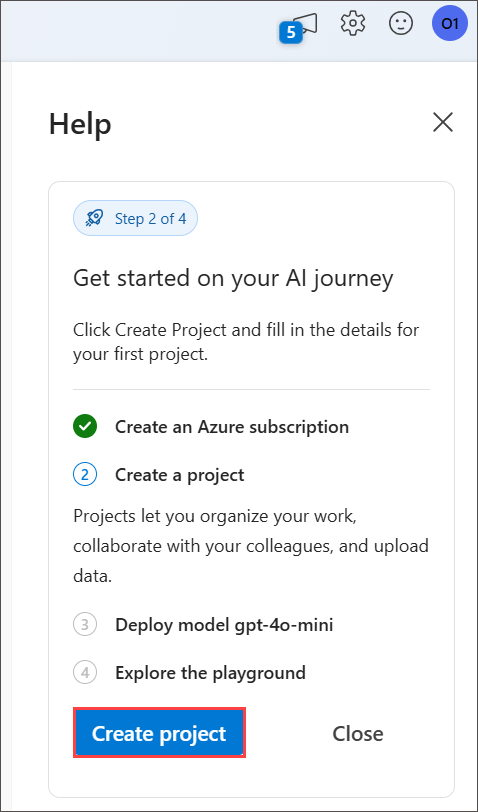 5
O1
Help
Step 2 of 4
Get started on your AI journey
Click Create Project and fill in the details for
your first project.
Create an Azure subscription
2 Create a project
Projects let you organize your work,
collaborate with your colleagues, and upload
data.
3 Deploy model gpt-4o-mini
4 Explore the playground
Create project Close